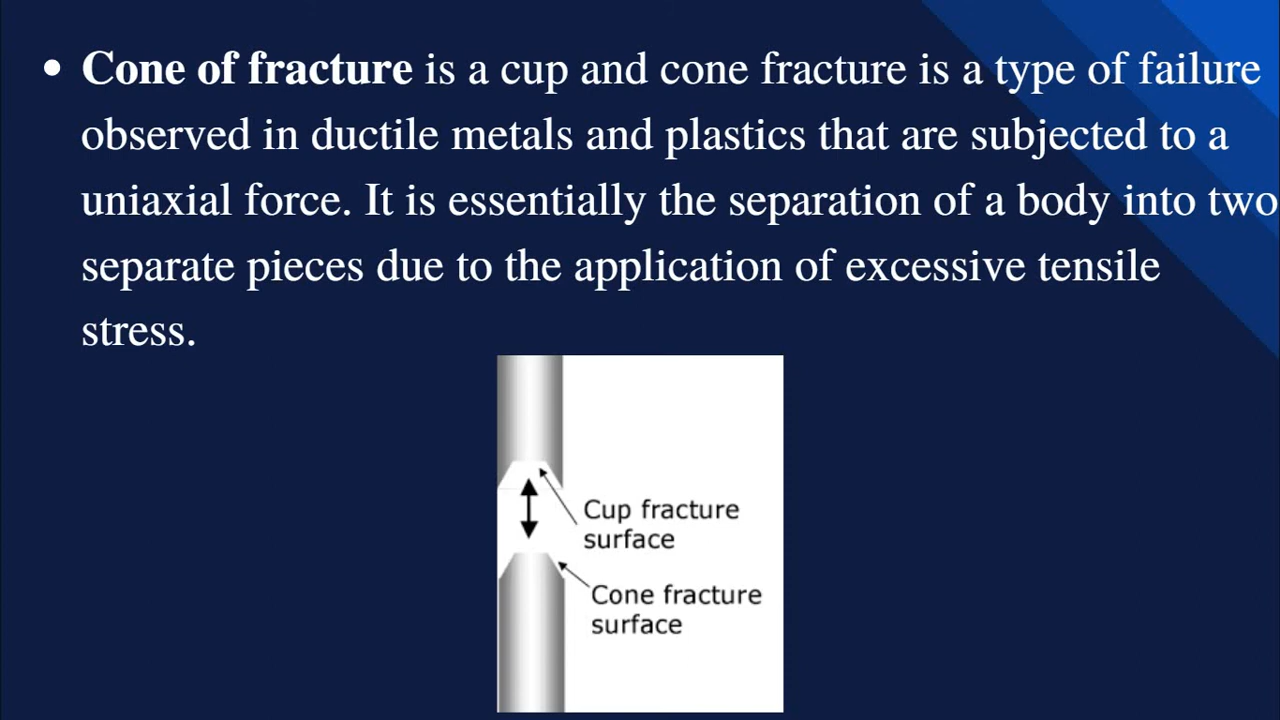 • Cone of fracture is a cup and cone fracture is a type of failure
observed in ductile metals and plastics that are subjected to a
uniaxial force. It is essentially the separation of a body into two
separate pieces due to the application of excessive tensile
stress.
Cup fracture
surface
Cone fracture
surface